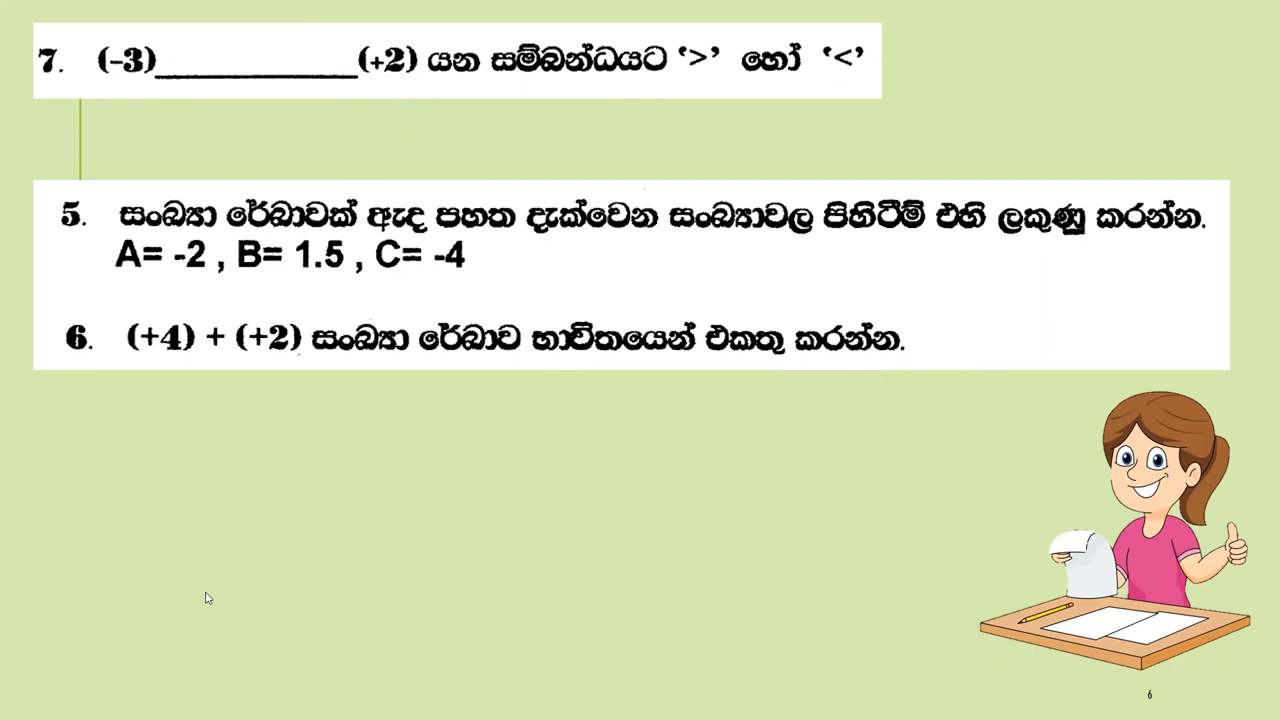 7. (-3)____________(+2) යන සම්බන්ධයට ‘>’ හෝ ‘<’
5. සංඛ්‍යා රේඛාවක් ඇද පහත දැක්වෙන සංඛ්‍යාවල පිහිටීම් එහි ලකුණු කරන්න.
A= -2 , B= 1.5 , C= -4
6. (+4) + (+2) සංඛ්‍යා රේඛාව භාවිතයෙන් එකතු කරන්න.
6